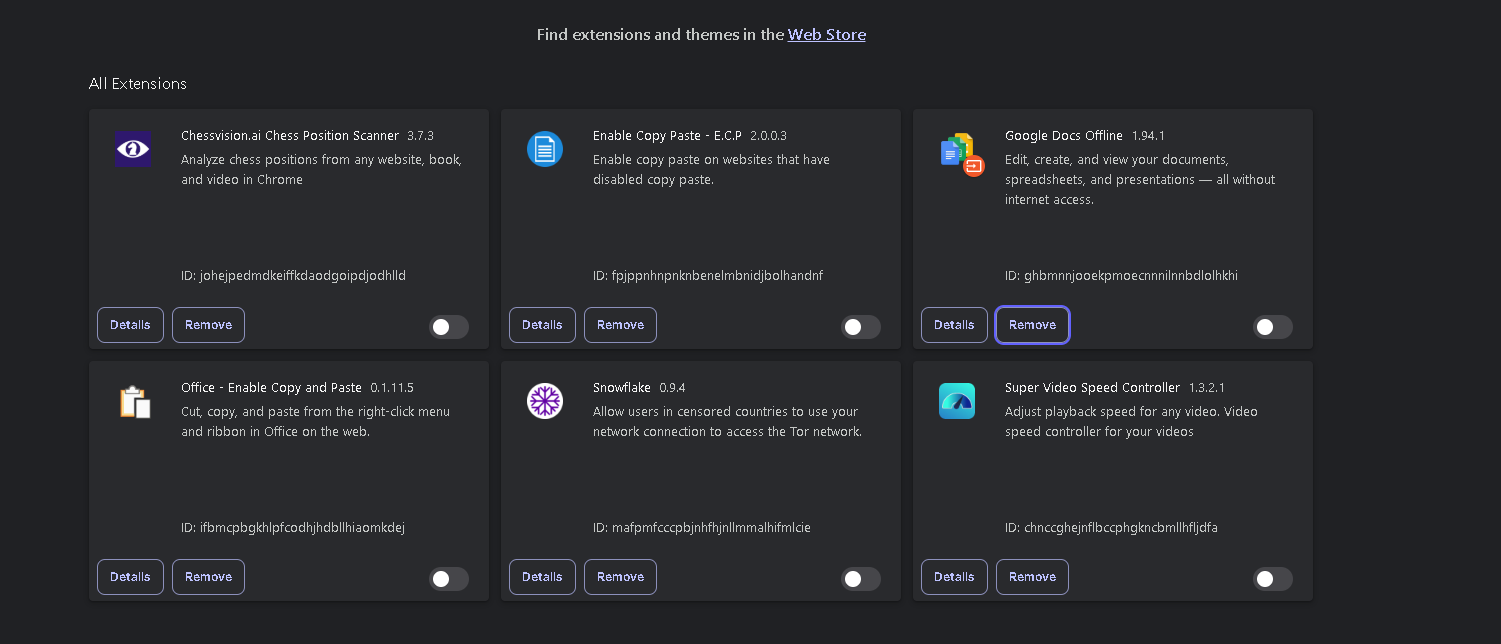 Find extensions and themes in the Web Store
All Extensions
Chessvision.ai Chess Position Scanner 3.7.3
Analyze chess positions from any website, book,
and video in Chrome
ID: johejpedmdkeiffkdaodgoipdjodhlld
Details
Remove
Enable Copy Paste - E.C.P 2.0.0.3
Enable copy paste on websites that have
disabled copy paste.
ID: fpjppnhnpnknbenelmbnidjbolhandnf
Details
Remove
Google Docs Offline 1.94.1
Edit, create, and view your documents,
spreadsheets, and presentations — all without
internet access.
ID: ghbmnnjooekpmoecnnnilnnbdlolhkhi
Details
Remove
Office - Enable Copy and Paste 0.1.11.5
Cut, copy, and paste from the right-click menu
and ribbon in Office on the web.
ID: ifbmcpbgkhlpfcodhjhdbllhiaomkdej
Details
Remove
Snowflake 0.9.4
Allow users in censored countries to use your
network connection to access the Tor network.
ID: mafpmfcccpbjnhfhjnllmmalhifmlcie
Details
Remove
Super Video Speed Controller 1.3.2.1
Adjust playback speed for any video. Video
speed controller for your videos
ID: chnccghejnflbccphgkncbmllhfljdfa
Details
Remove